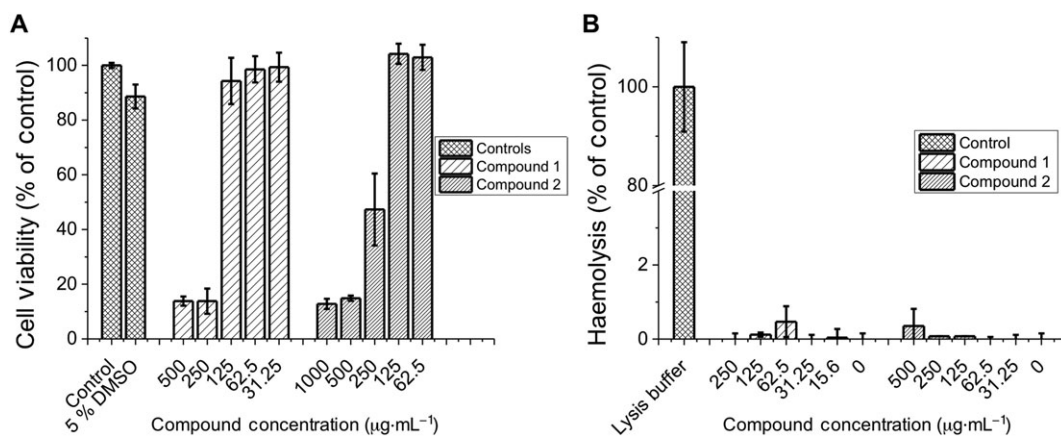 A
Cell viability (% of control)
100
80
60
40
20
0
Controls
Compound 1
Compound 2
Control
5 % DMSO
500
250
125
62.5
31.25
1000
500
250
125
62.5
Compound concentration (µg·mL⁻¹)
B
Haemolysis (% of control)
100
80
2
0
Control
Compound 1
Compound 2
Lysis buffer
250
125
62.5
31.25
15.6
0
500
250
125
62.5
31.25
0
Compound concentration (µg·mL⁻¹)